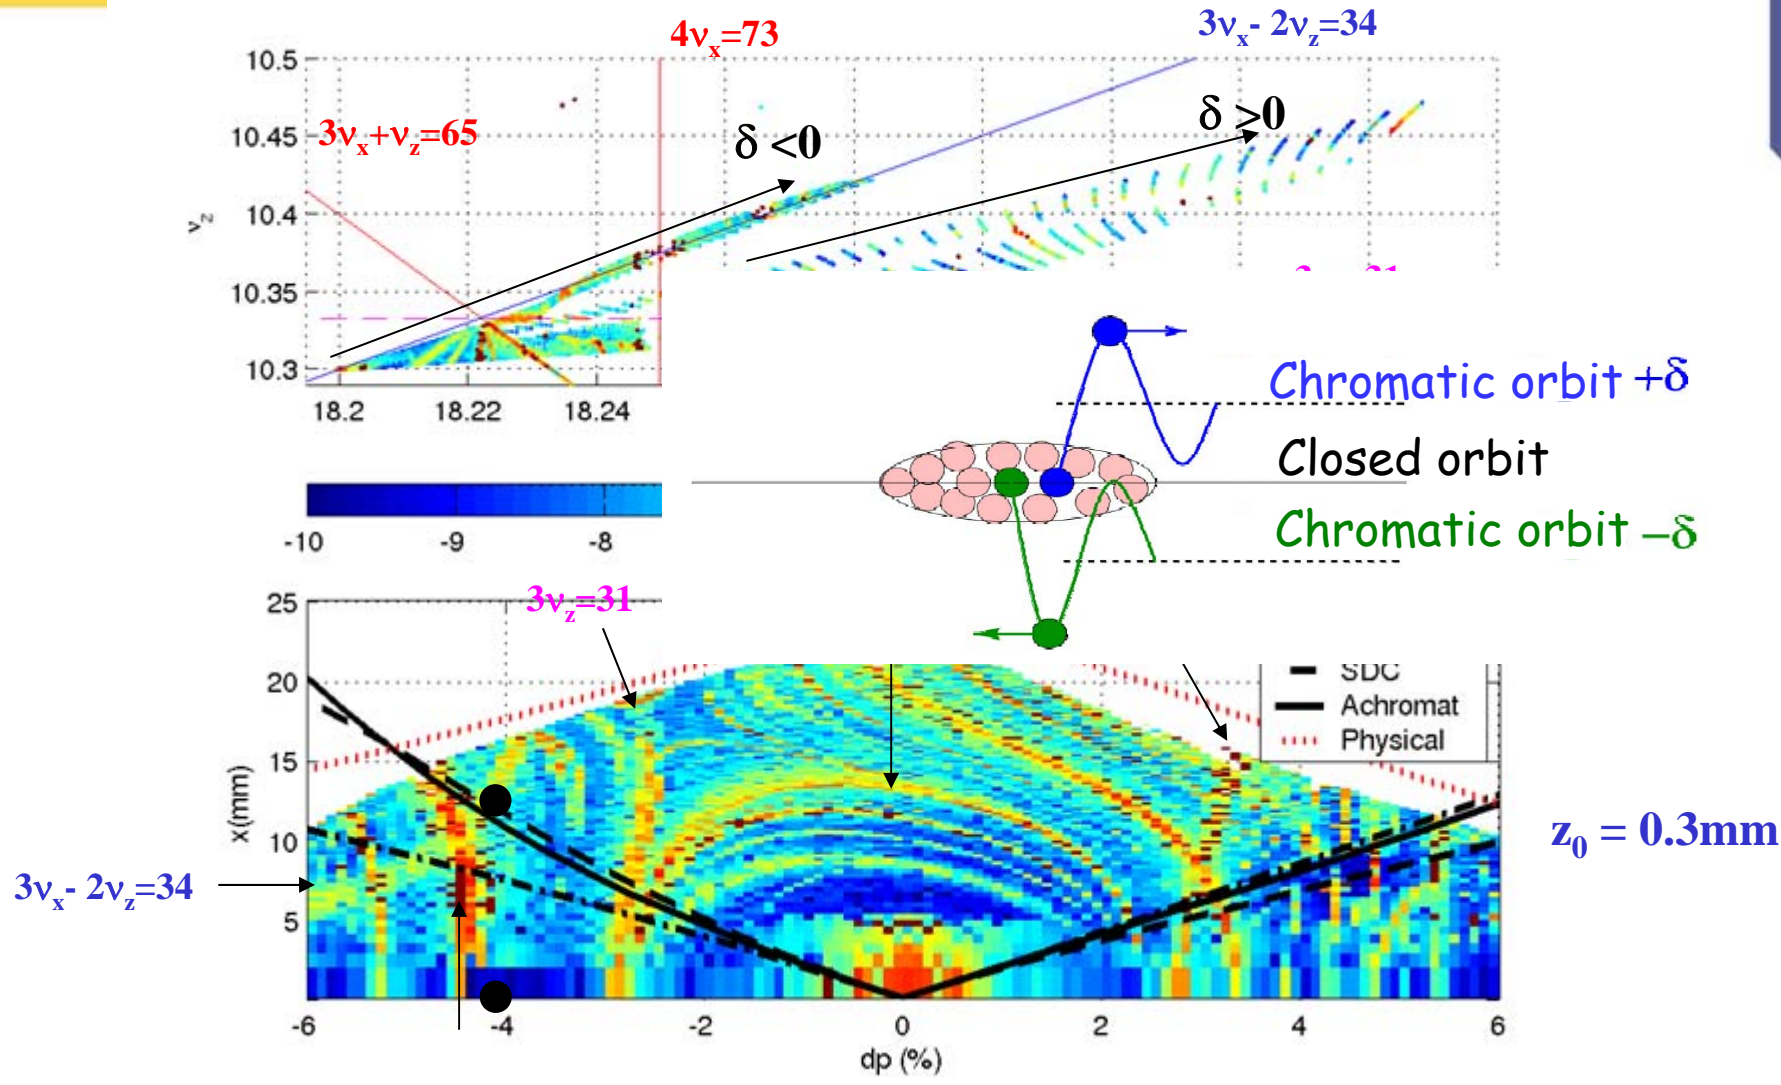 4νx=73
3νx- 2νz=34
10.5
10.45
10.4
10.35
10.3
νz
3νx+νz=65
δ <0
δ >0
18.2 18.22 18.24
Chromatic orbit +δ
Closed orbit
Chromatic orbit −δ
-10 -9 -8
3νz=31
25
20
15
10
5
x(mm)
SDC
Achromat
Physical
z0 = 0.3mm
3νx- 2νz=34
-6 -4 -2 0 2 4 6
dp (%)